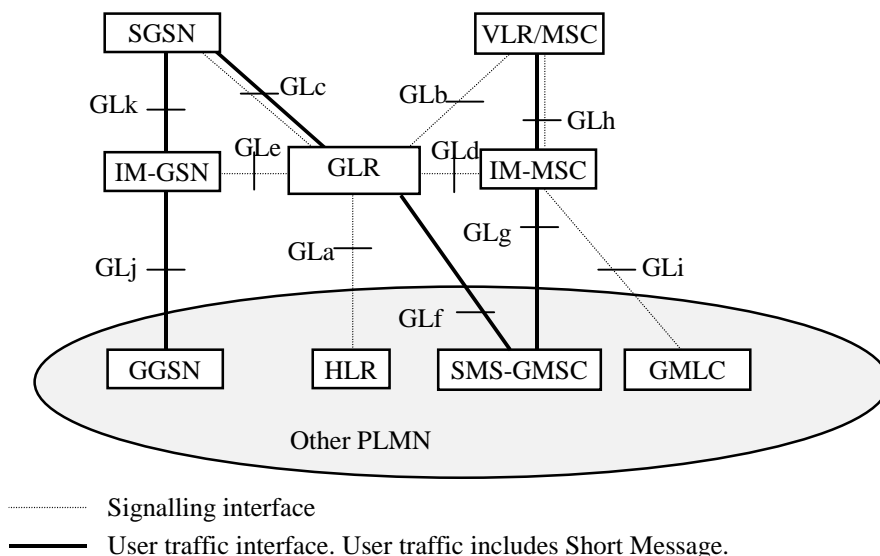 SGSN VLR/MSC
GLc GLb
GLk GLh
GLe GLd
IM-GSN GLR IM-MSC
GLa GLg
GLj GLi
GLf
GGSN HLR SMS-GMSC GMLC
Other PLMN
Signalling interface
User traffic interface. User traffic includes Short Message.